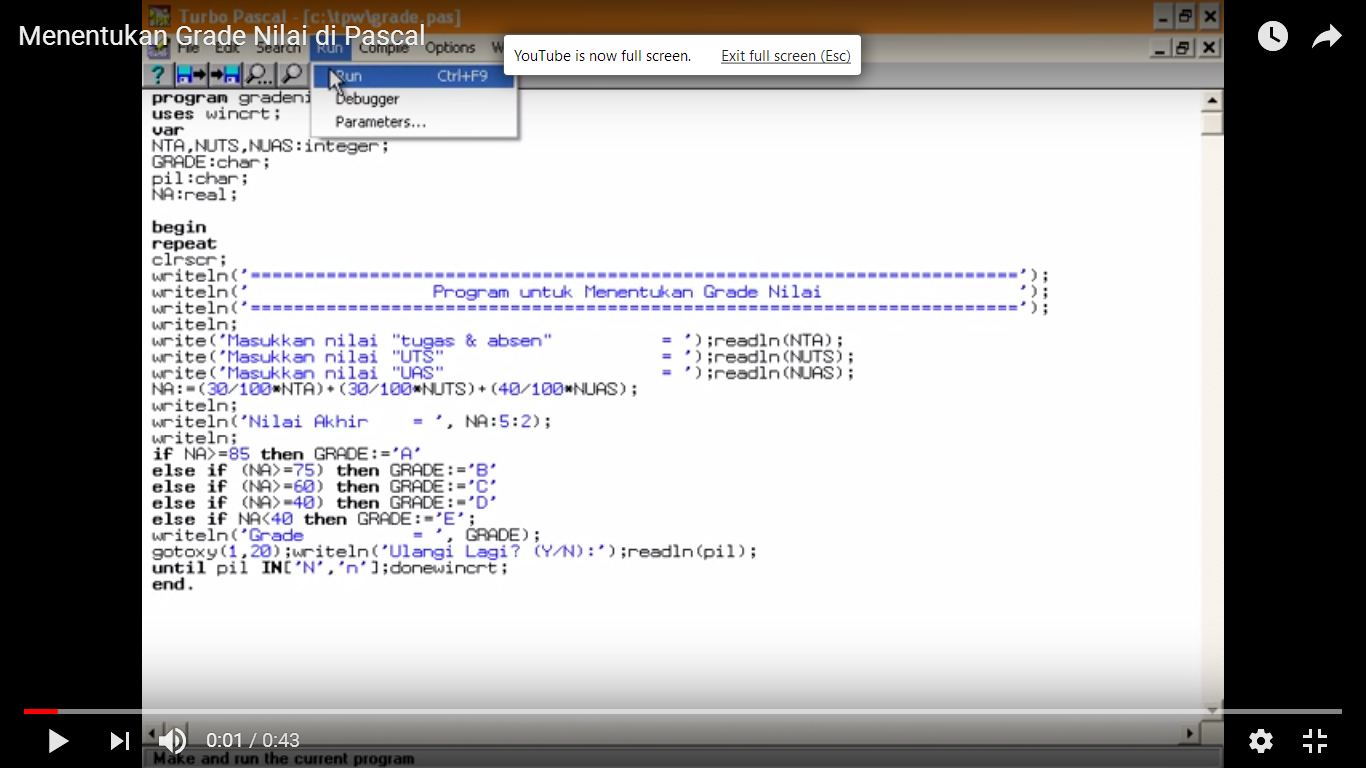 Turbo Pascal - [c:\tpw\grade.pas]
Menentukan Grade Nilai di Pascal
File Edit Search Run Compile Options W
YouTube is now full screen. Exit full screen (Esc)
Run Ctrl+F9
Debugger
Parameters...
program gradeni
uses wincrt;
var
NTA,NUTS,NUAS:integer;
GRADE:char;
pil:char;
NA:real;
begin
repeat
clrscr;
writeln('=======================================================================');
writeln(' Program untuk Menentukan Grade Nilai ');
writeln('=======================================================================');
writeln;
write('Masukkan nilai "tugas & absen" = ');readln(NTA);
write('Masukkan nilai "UTS" = ');readln(NUTS);
write('Masukkan nilai "UAS" = ');readln(NUAS);
NA:=(30/100*NTA)+(30/100*NUTS)+(40/100*NUAS);
writeln;
writeln('Nilai Akhir = ', NA:5:2);
writeln;
if NA>=85 then GRADE:='A'
else if (NA>=75) then GRADE:='B'
else if (NA>=60) then GRADE:='C'
else if (NA>=40) then GRADE:='D'
else if NA<40 then GRADE:='E';
writeln('Grade = ', GRADE);
gotoxy(1,20);writeln('Ulangi Lagi? (Y/N):');readln(pil);
until pil IN['N','n'];donewincrt;
end.
0:01 / 0:43
Make and run the current program